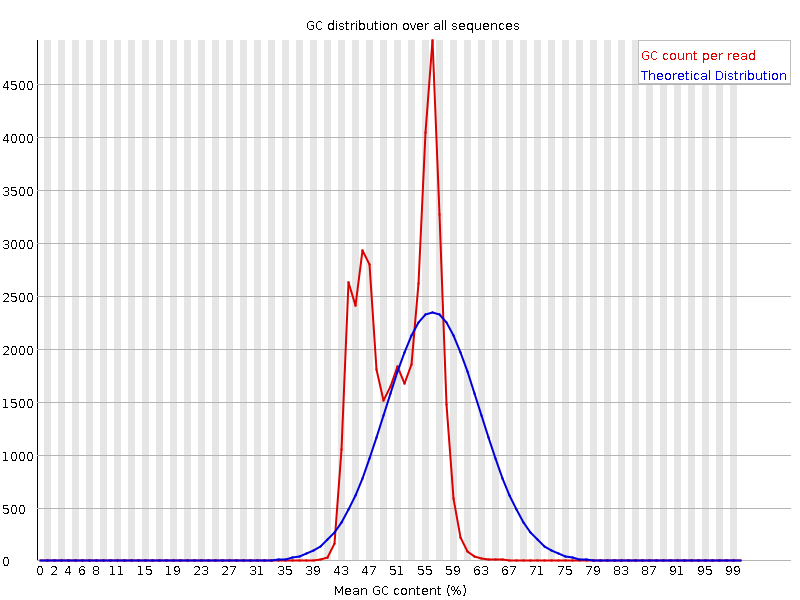 GC distribution over all sequences
GC count per read
Theoretical Distribution
4500
4000
3500
3000
2500
2000
1500
1000
500
0
0 2 4 6 8 11 15 19 23 27 31 35 39 43 47 51 55 59 63 67 71 75 79 83 87 91 95 99
Mean GC content (%)